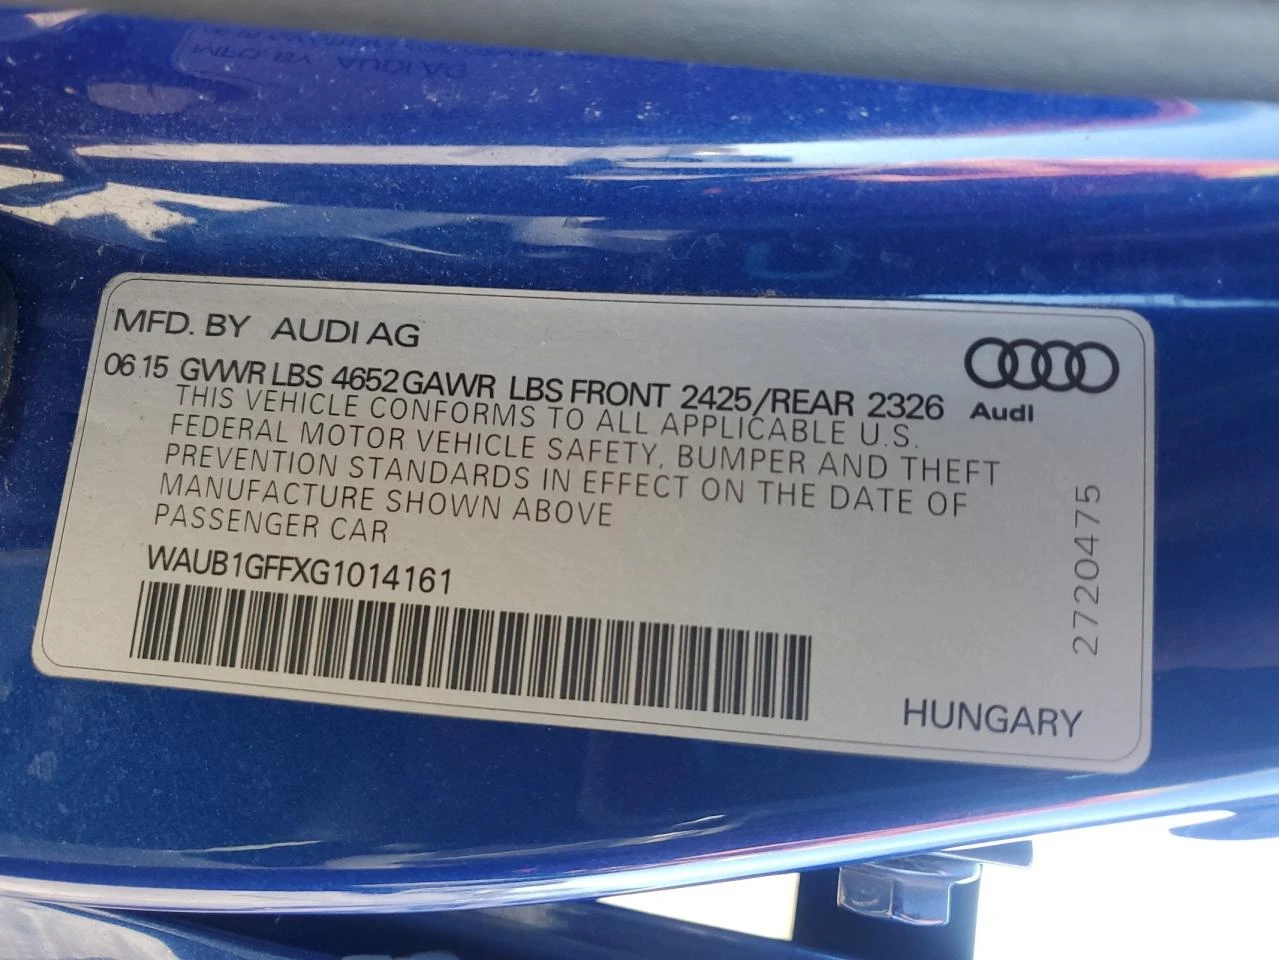 MFD. BY AUDI AG
06 15 GVWR LBS 4652 GAWR LBS FRONT 2425/REAR 2326
THIS VEHICLE CONFORMS TO ALL APPLICABLE U.S.
FEDERAL MOTOR VEHICLE SAFETY, BUMPER AND THEFT
PREVENTION STANDARDS IN EFFECT ON THE DATE OF
MANUFACTURE SHOWN ABOVE
PASSENGER CAR
WAUB1GFFXG1014161
Audi
2720475
HUNGARY